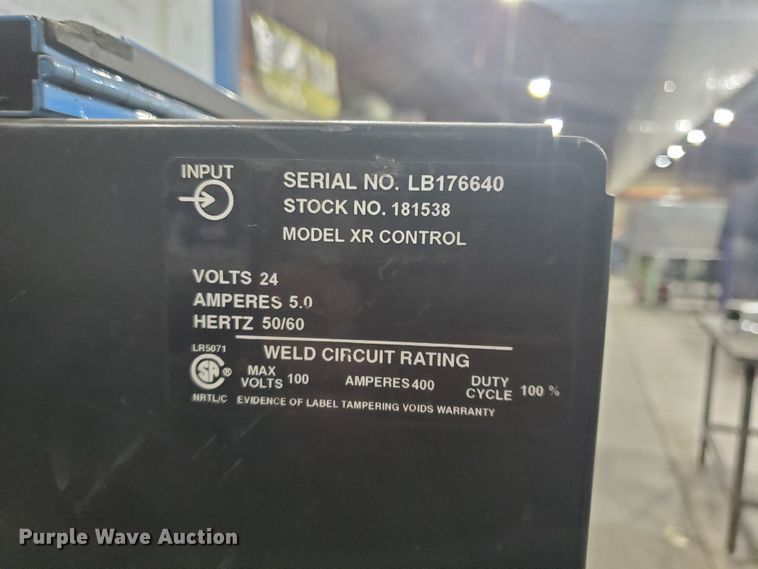 INPUT
SERIAL NO. LB176640
STOCK NO. 181538
MODEL XR CONTROL
VOLTS 24
AMPERES 5.0
HERTZ 50/60
WELD CIRCUIT RATING
LR5071
SA®
NRTL/C
MAX VOLTS 100 AMPERES 400 DUTY CYCLE 100 %
EVIDENCE OF LABEL TAMPERING VOIDS WARRANTY
Purple Wave Auction